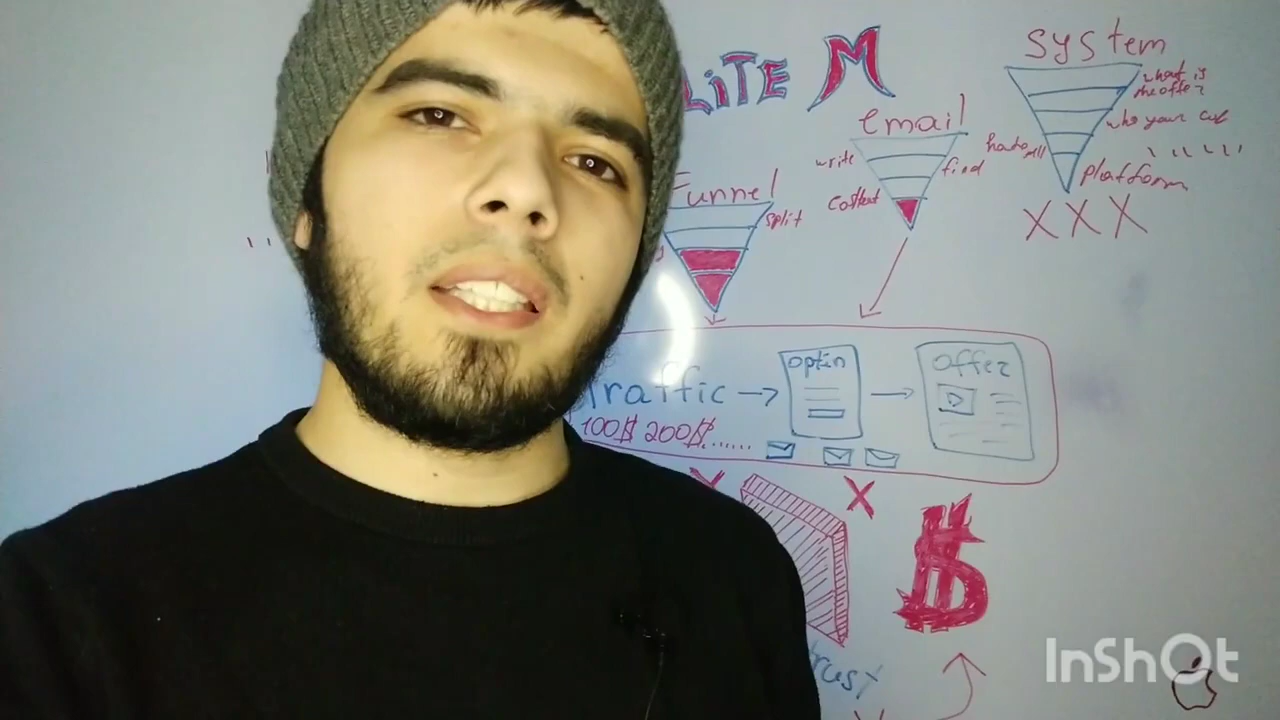 LiTE M
system
what is
the offer
who your cus
email
write
find
platform
Funnel
split
XXX
Traffic
optin
offer
100$ 200$......
X
X
$
trust
InShOt